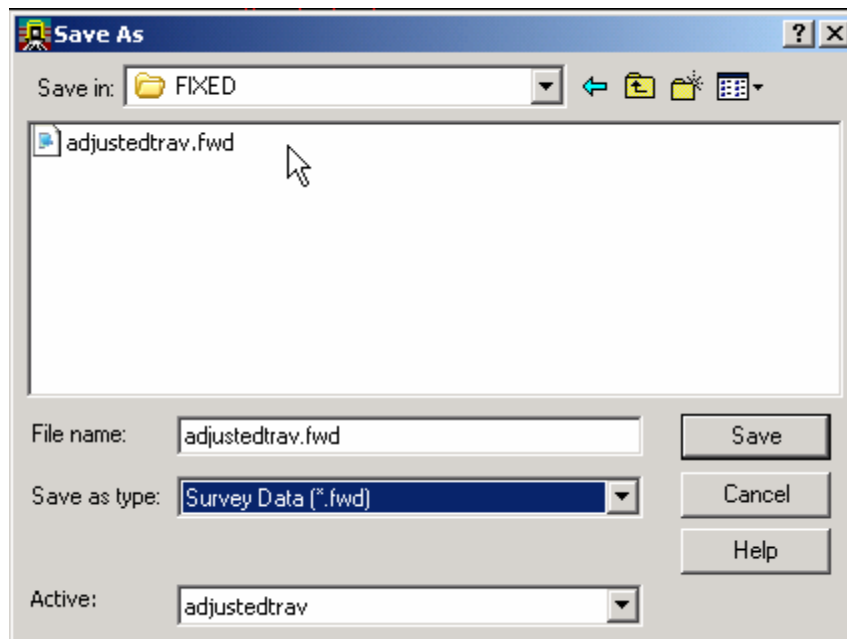 Save As
Save in: FIXED
adjustedtrav.fwd
File name: adjustedtrav.fwd Save
Save as type: Survey Data (*.fwd) Cancel
Help
Active: adjustedtrav